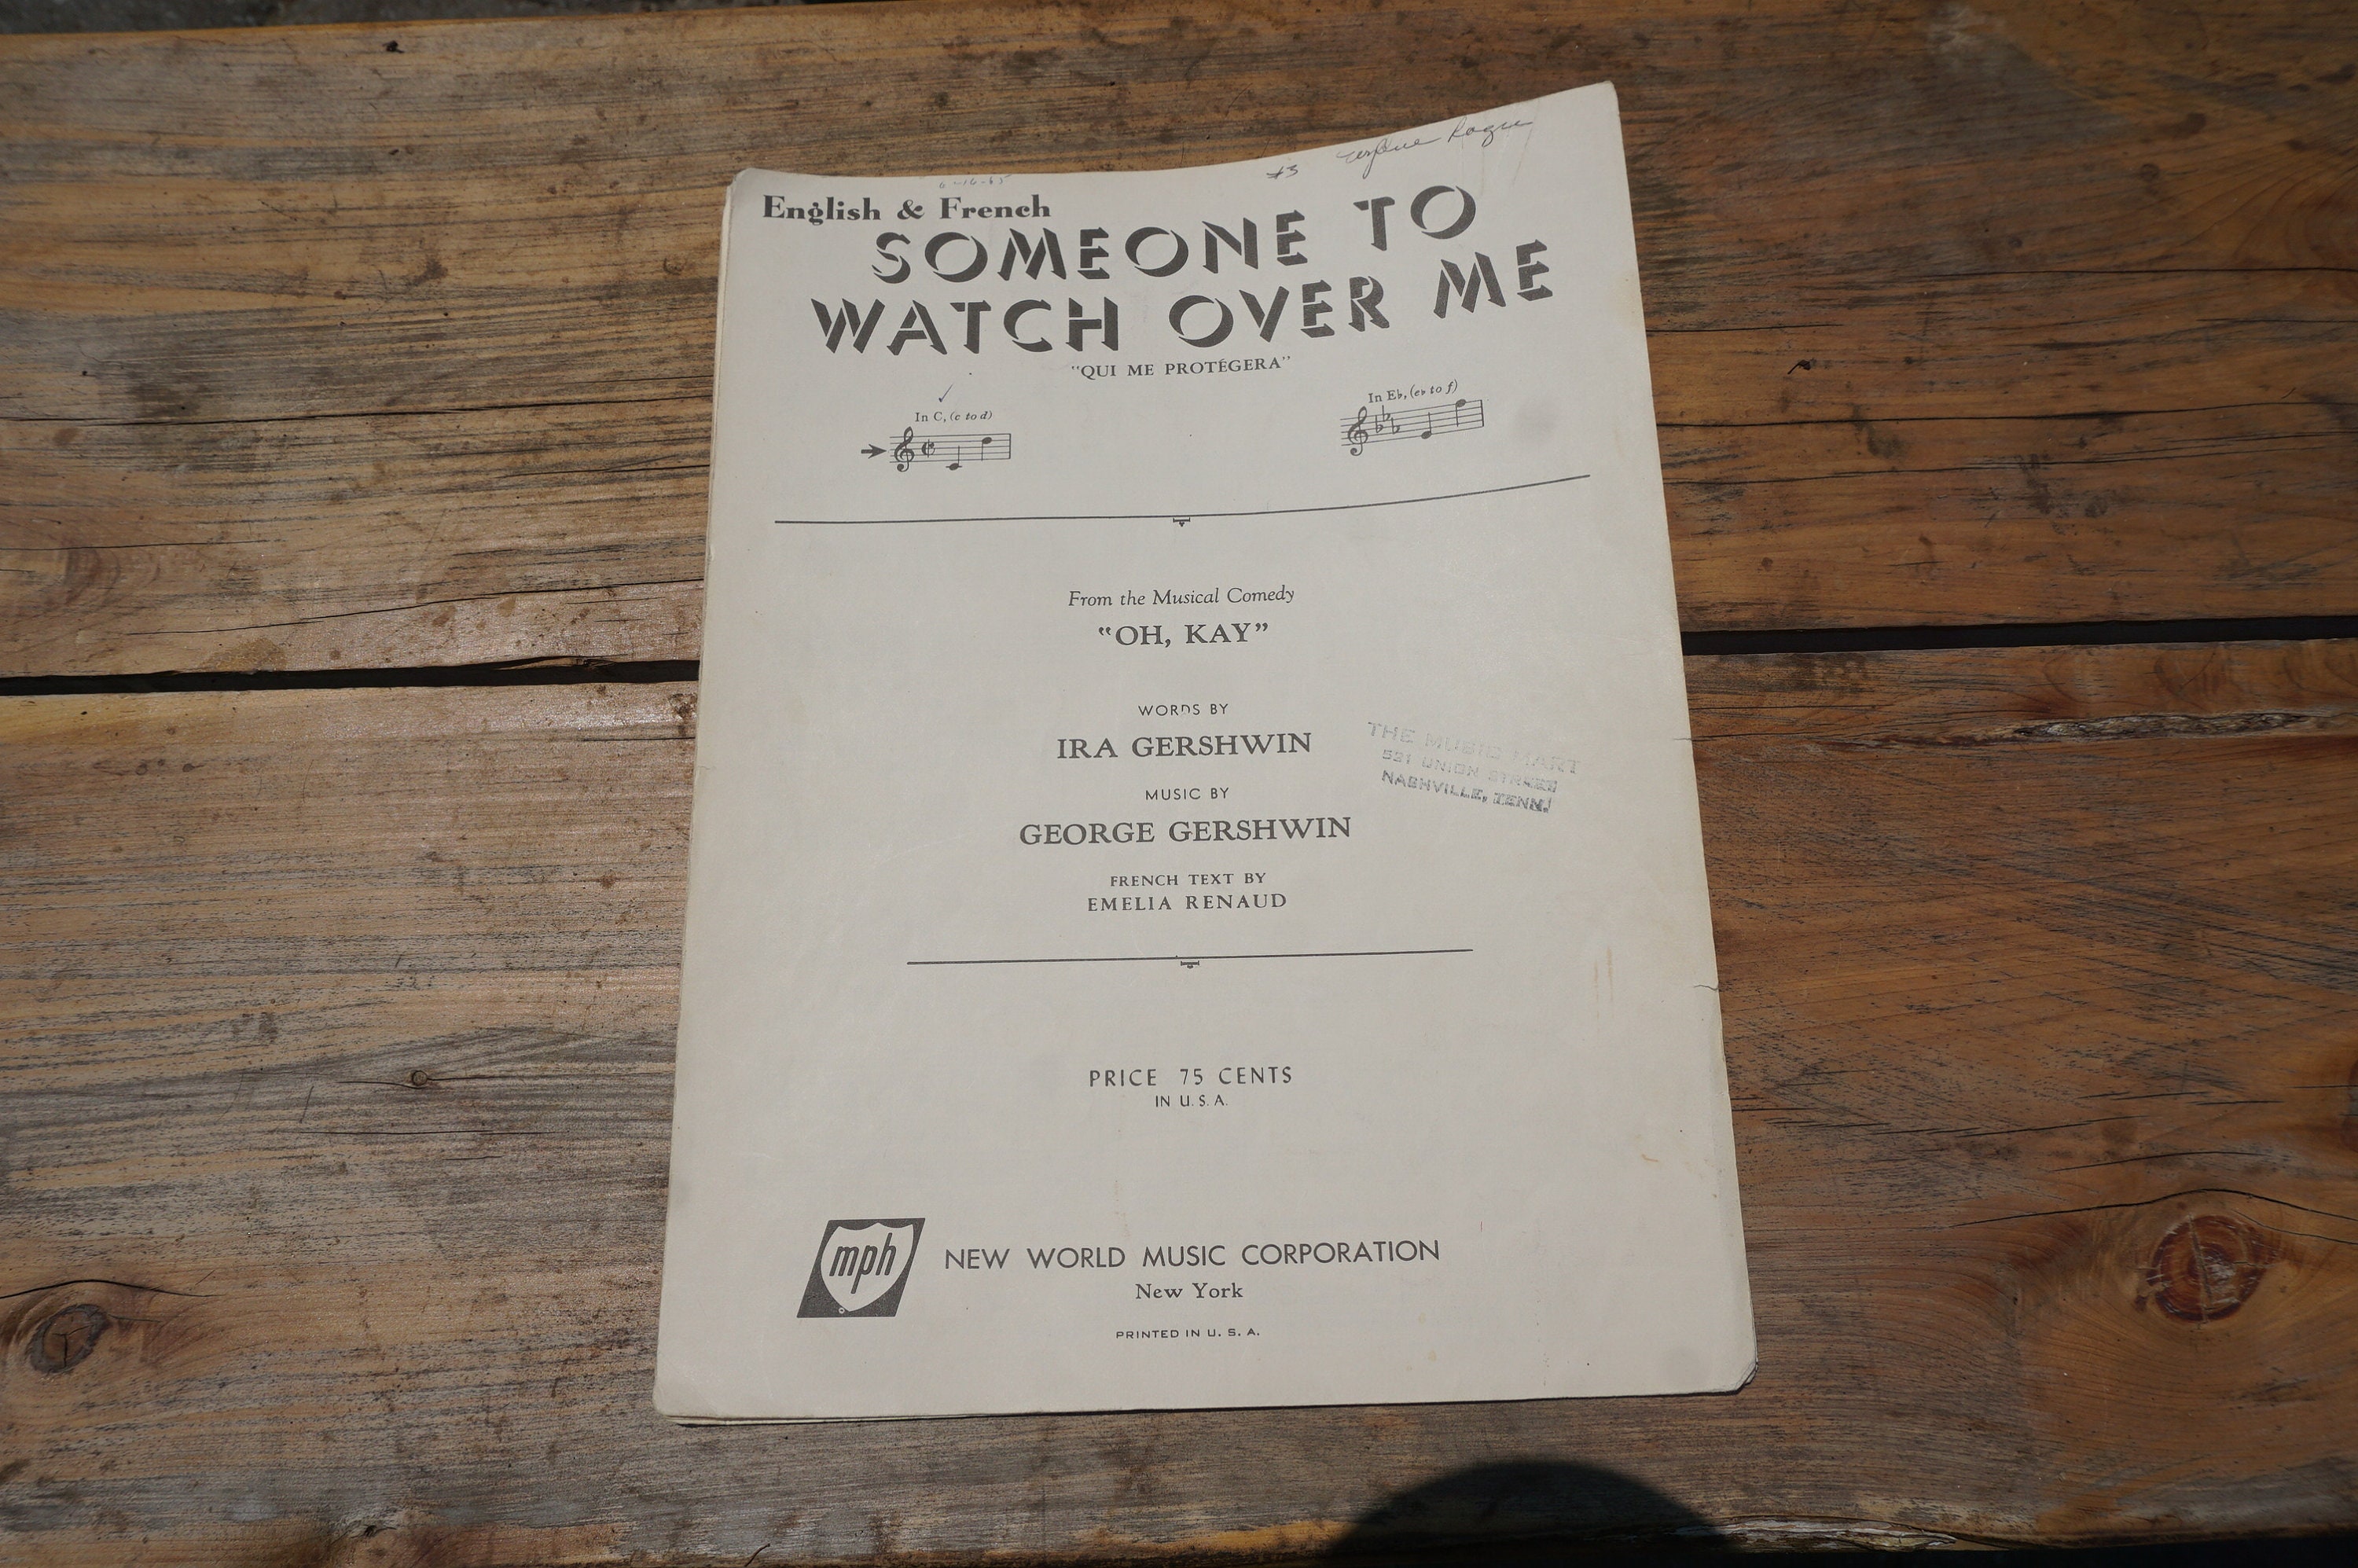 #3
English & French
SOMEONE TO
WATCH OVER ME
"QUI ME PROTÉGERA"
In C, (c to d)
In E♭, (e♭ to f)
From the Musical Comedy
"OH, KAY"
WORDS BY
IRA GERSHWIN
MUSIC BY
GEORGE GERSHWIN
FRENCH TEXT BY
EMELIA RENAUD
THE MUSIC MART
531 UNION STREET
NASHVILLE, TENN.
PRICE 75 CENTS
IN U.S.A.
mph
NEW WORLD MUSIC CORPORATION
New York
PRINTED IN U. S. A.